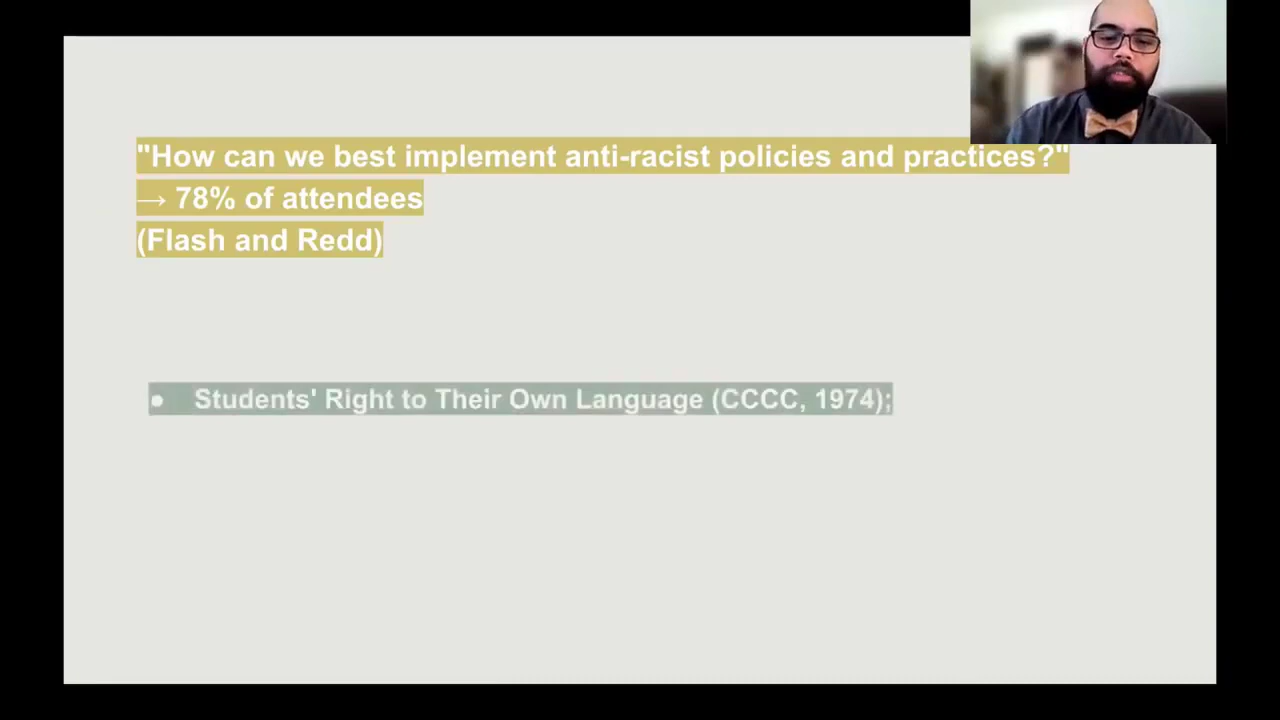 "How can we best implement anti-racist policies and practices?"
→ 78% of attendees
(Flash and Redd)
● Students' Right to Their Own Language (CCCC, 1974);